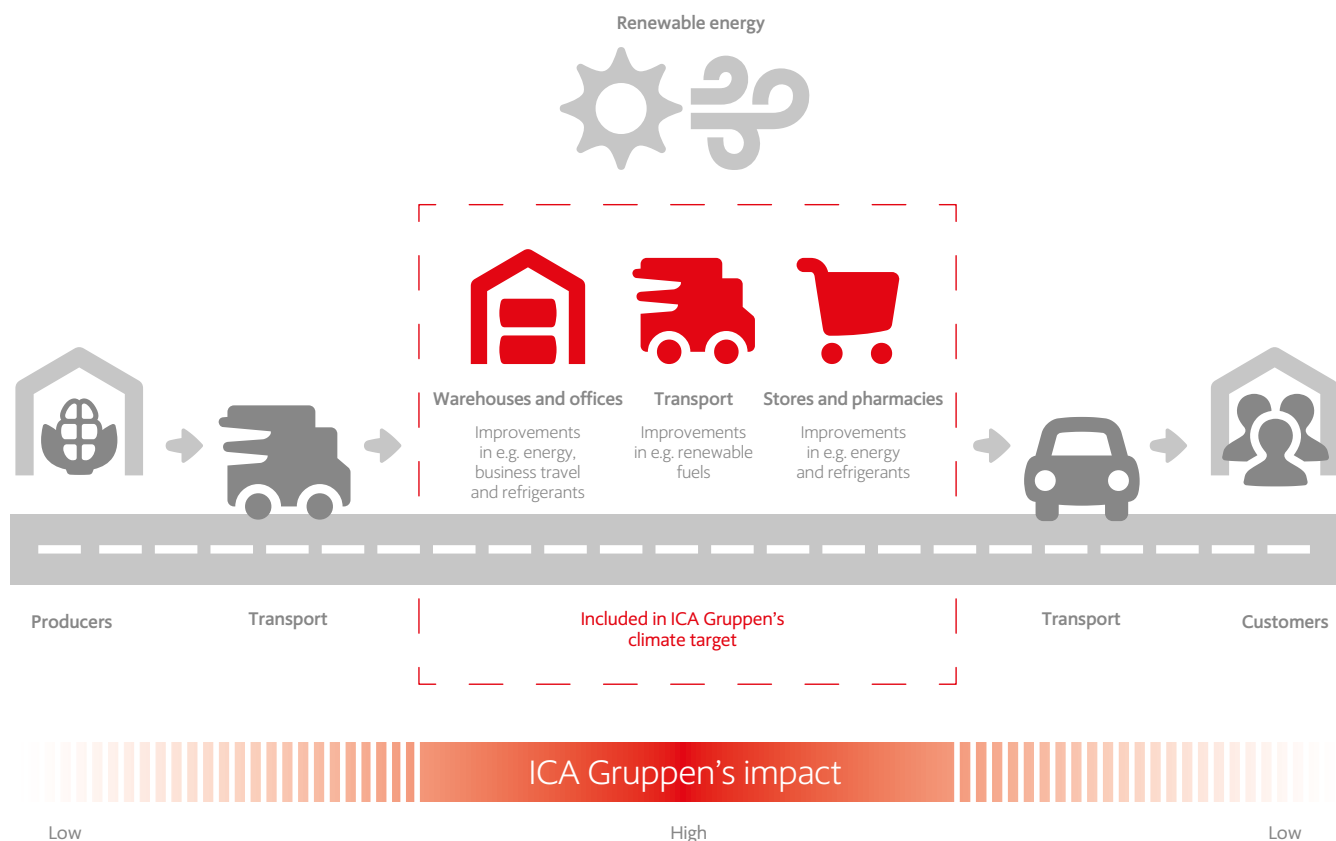 Renewable energy
Warehouses and offices
Improvements
in e.g. energy,
business travel
and refrigerants
Transport
Improvements
in e.g. renewable
fuels
Stores and pharmacies
Improvements
in e.g. energy
and refrigerants
Producers
Transport
Included in ICA Gruppen’s
climate target
Transport
Customers
ICA Gruppen’s impact
Low
High
Low